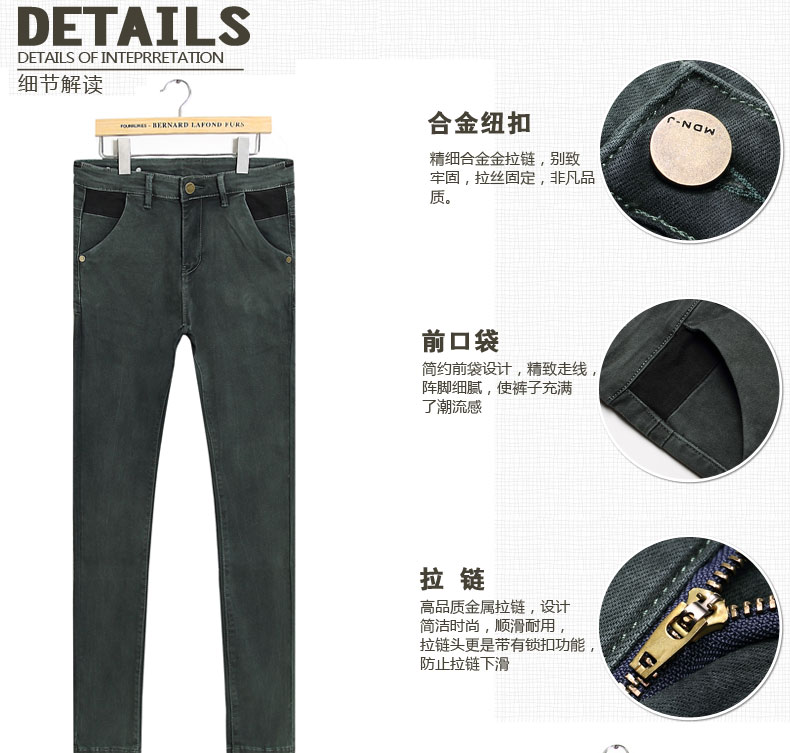 DETAILS
DETAILS OF INTEPRRETATION
细节解读
YOURKURIES - BERNARD LAFOND FURS
合金纽扣
精细合金金拉链，别致
牢固，拉丝固定，非凡品
质。
MDN-J
前口袋
简约前袋设计，精致走线，
阵脚细腻，使裤子充满
了潮流感
拉 链
高品质金属拉链，设计
简洁时尚，顺滑耐用，
拉链头更是带有锁扣功能，
防止拉链下滑